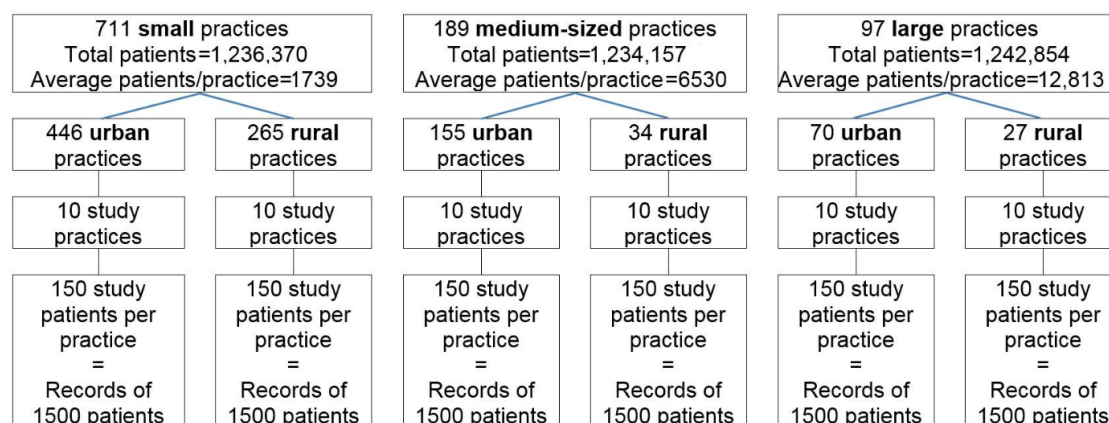 711 small practices
Total patients=1,236,370
Average patients/practice=1739
189 medium-sized practices
Total patients=1,234,157
Average patients/practice=6530
97 large practices
Total patients=1,242,854
Average patients/practice=12,813
446 urban
practices
265 rural
practices
155 urban
practices
34 rural
practices
70 urban
practices
27 rural
practices
10 study
practices
10 study
practices
10 study
practices
10 study
practices
10 study
practices
10 study
practices
150 study
patients per
practice
=
Records of
1500 patients
150 study
patients per
practice
=
Records of
1500 patients
150 study
patients per
practice
=
Records of
1500 patients
150 study
patients per
practice
=
Records of
1500 patients
150 study
patients per
practice
=
Records of
1500 patients
150 study
patients per
practice
=
Records of
1500 patients